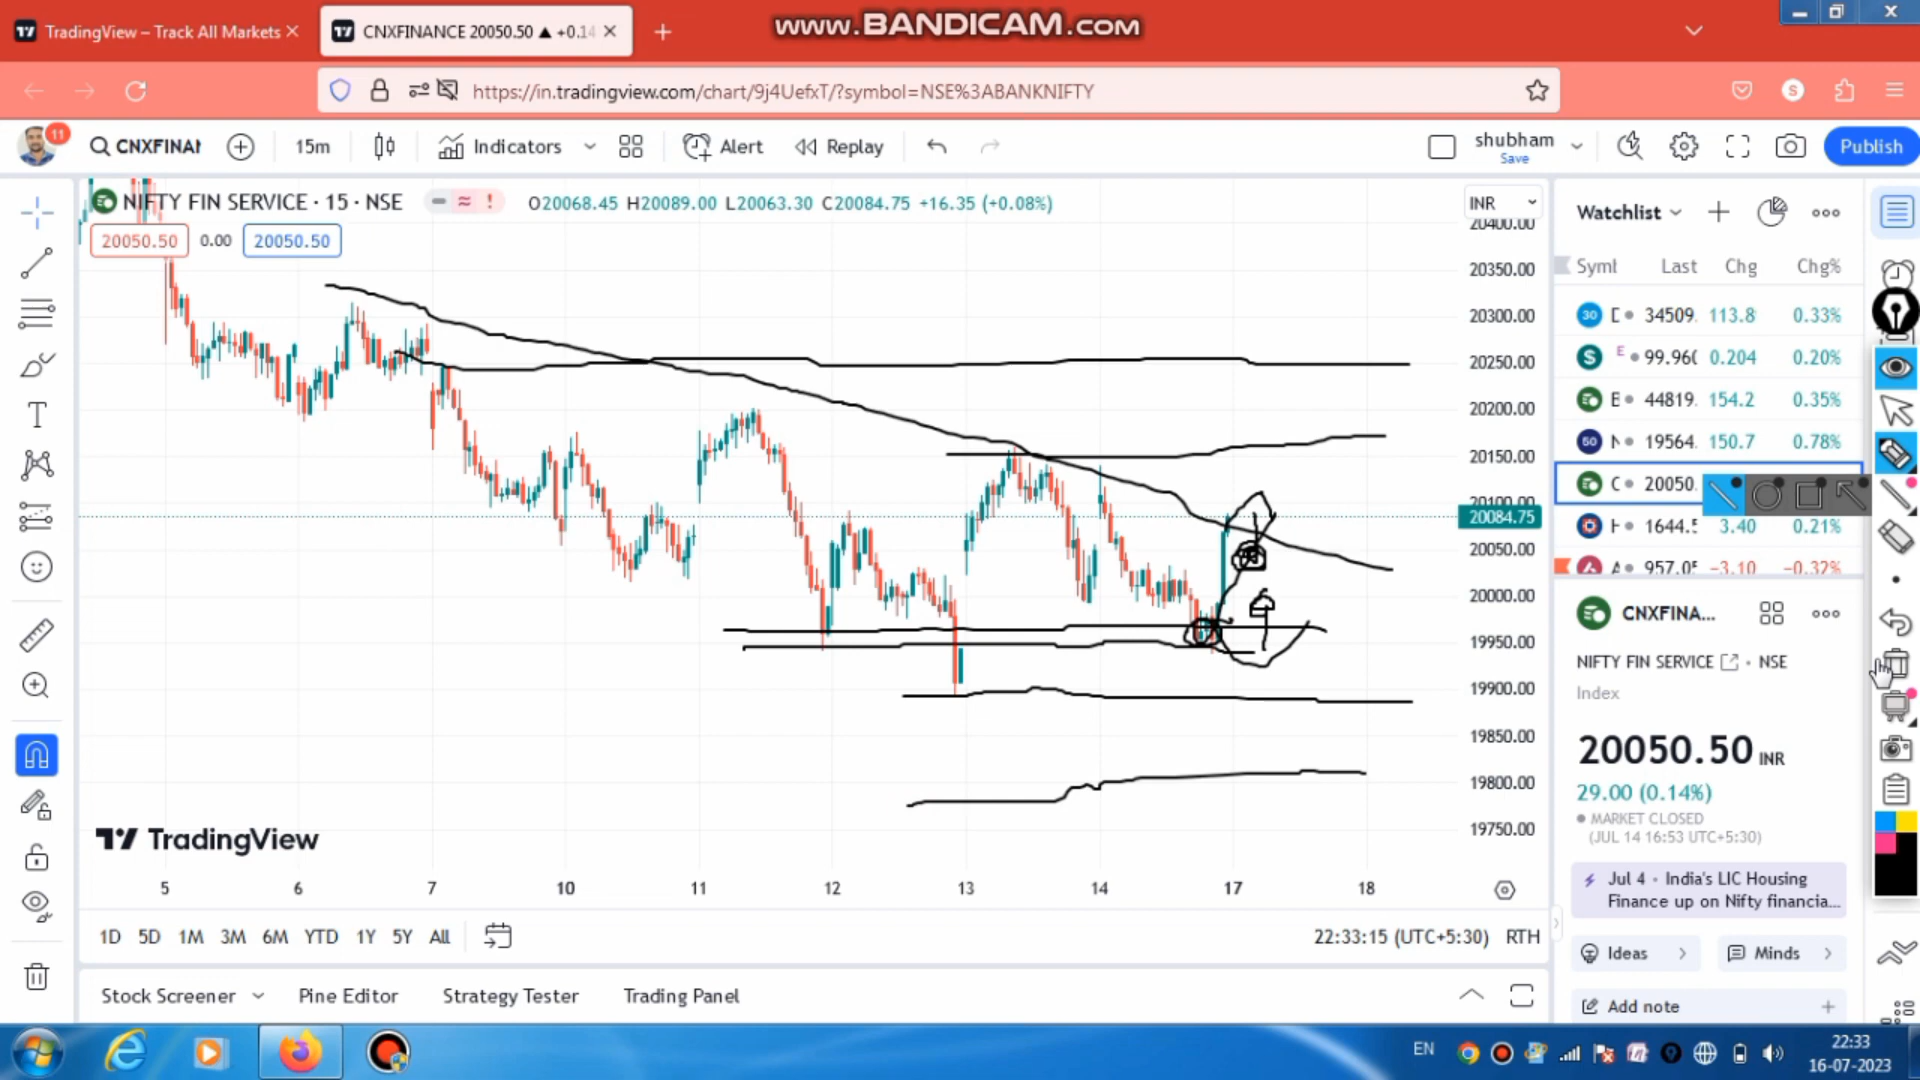 TradingView – Track All Markets
CNXFINANCE 20050.50 ▲ +0.14
www.BANDICAM.com
https://in.tradingview.com/chart/9j4UefxT/?symbol=NSE%3ABANKNIFTY
S
11
CNXFINAN
15m
Indicators
Alert
Replay
shubham
Save
Publish
NIFTY FIN SERVICE · 15 · NSE
O20068.45 H20089.00 L20063.30 C20084.75 +16.35 (+0.08%)
20050.50 0.00 20050.50
INR
20400.00
20350.00
20300.00
20250.00
20200.00
20150.00
20100.00
20084.75
20050.00
20000.00
19950.00
19900.00
19850.00
19800.00
19750.00
TradingView
5 6 7 10 11 12 13 14 17 18
1D 5D 1M 3M 6M YTD 1Y 5Y All
22:33:15 (UTC+5:30) RTH
Stock Screener Pine Editor Strategy Tester Trading Panel
Watchlist
Last Chg Chg%
30 34509. 113.8 0.33%
S E 99.96 0.204 0.20%
44819. 154.2 0.35%
50 19564. 150.7 0.78%
20050.
1644.5 3.40 0.21%
957.05 −3.10 −0.32%
CNXFINA...
NIFTY FIN SERVICE · NSE
Index
20050.50 INR
29.00 (0.14%)
MARKET CLOSED
(JUL 14 16:53 UTC+5:30)
Jul 4 · India's LIC Housing
Finance up on Nifty financia...
Ideas
Minds
Add note
EN
22:33
16-07-2023